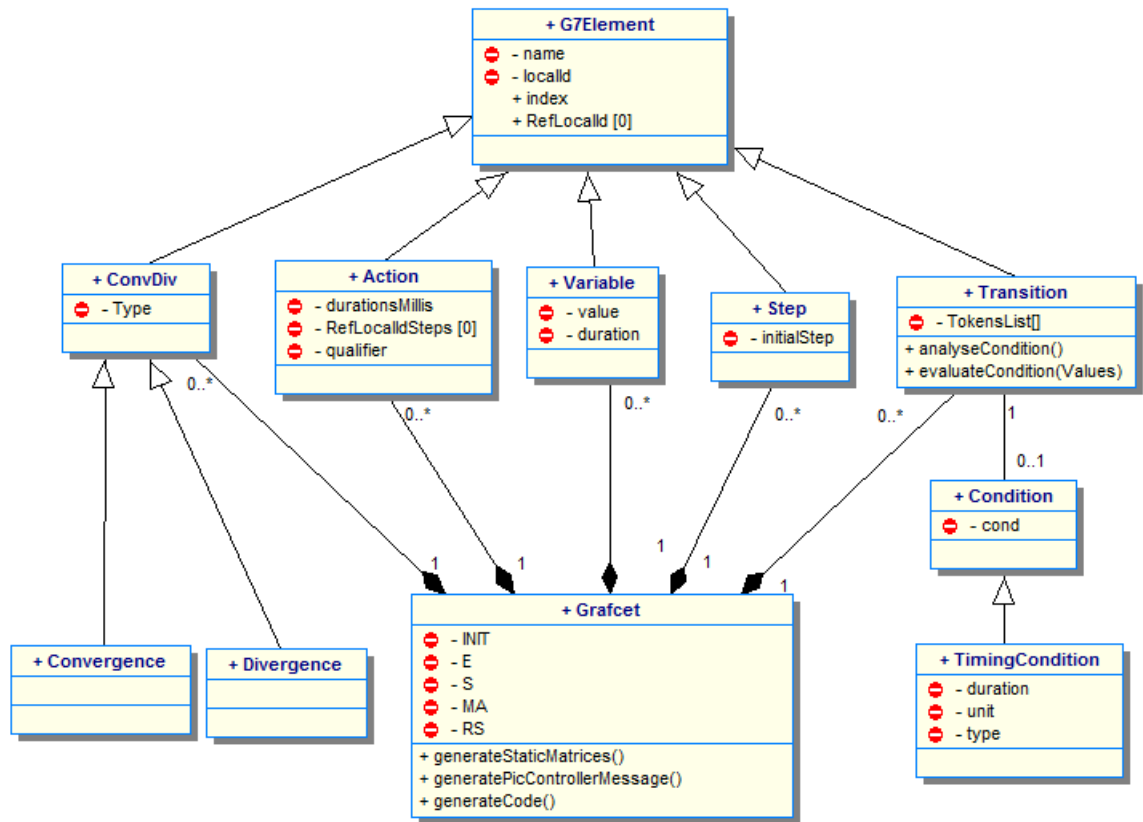 + G7Element
- name
- localId
+ index
+ RefLocalId [0]
+ ConvDiv
- Type
+ Action
- durationsMillis
- RefLocalIdSteps [0]
- qualifier
+ Variable
- value
- duration
+ Step
- initialStep
+ Transition
- TokensList[]
+ analyseCondition()
+ evaluateCondition(Values)
0..*
0..*
0..*
0..*
0..*
1
0..1
+ Condition
- cond
1
1
1
1
1
+ Grafcet
- INIT
- E
- S
- MA
- RS
+ generateStaticMatrices()
+ generatePicControllerMessage()
+ generateCode()
+ Convergence
+ Divergence
+ TimingCondition
- duration
- unit
- type